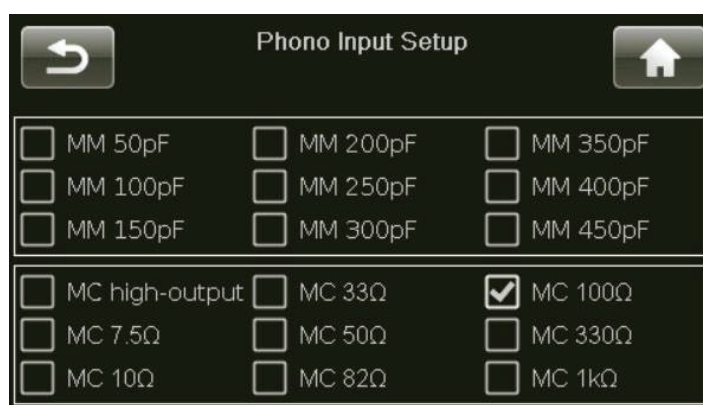 Phono Input Setup
MM 50pF MM 200pF MM 350pF
MM 100pF MM 250pF MM 400pF
MM 150pF MM 300pF MM 450pF
MC high-output MC 33Ω MC 100Ω
MC 7.5Ω MC 50Ω MC 330Ω
MC 10Ω MC 82Ω MC 1kΩ